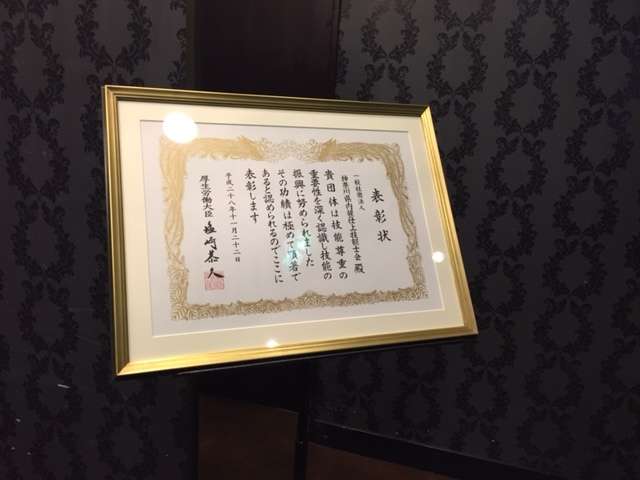 表彰状
一般社団法人
神奈川県内装仕上技能士会 殿
貴団体は技能尊重の
重要性を深く認識し技能の
振興に努められました
その功績は極めて顕著で
あると認められるのでここに
表彰します
平成二十八年十一月二十二日
厚生労働大臣 塩崎恭久